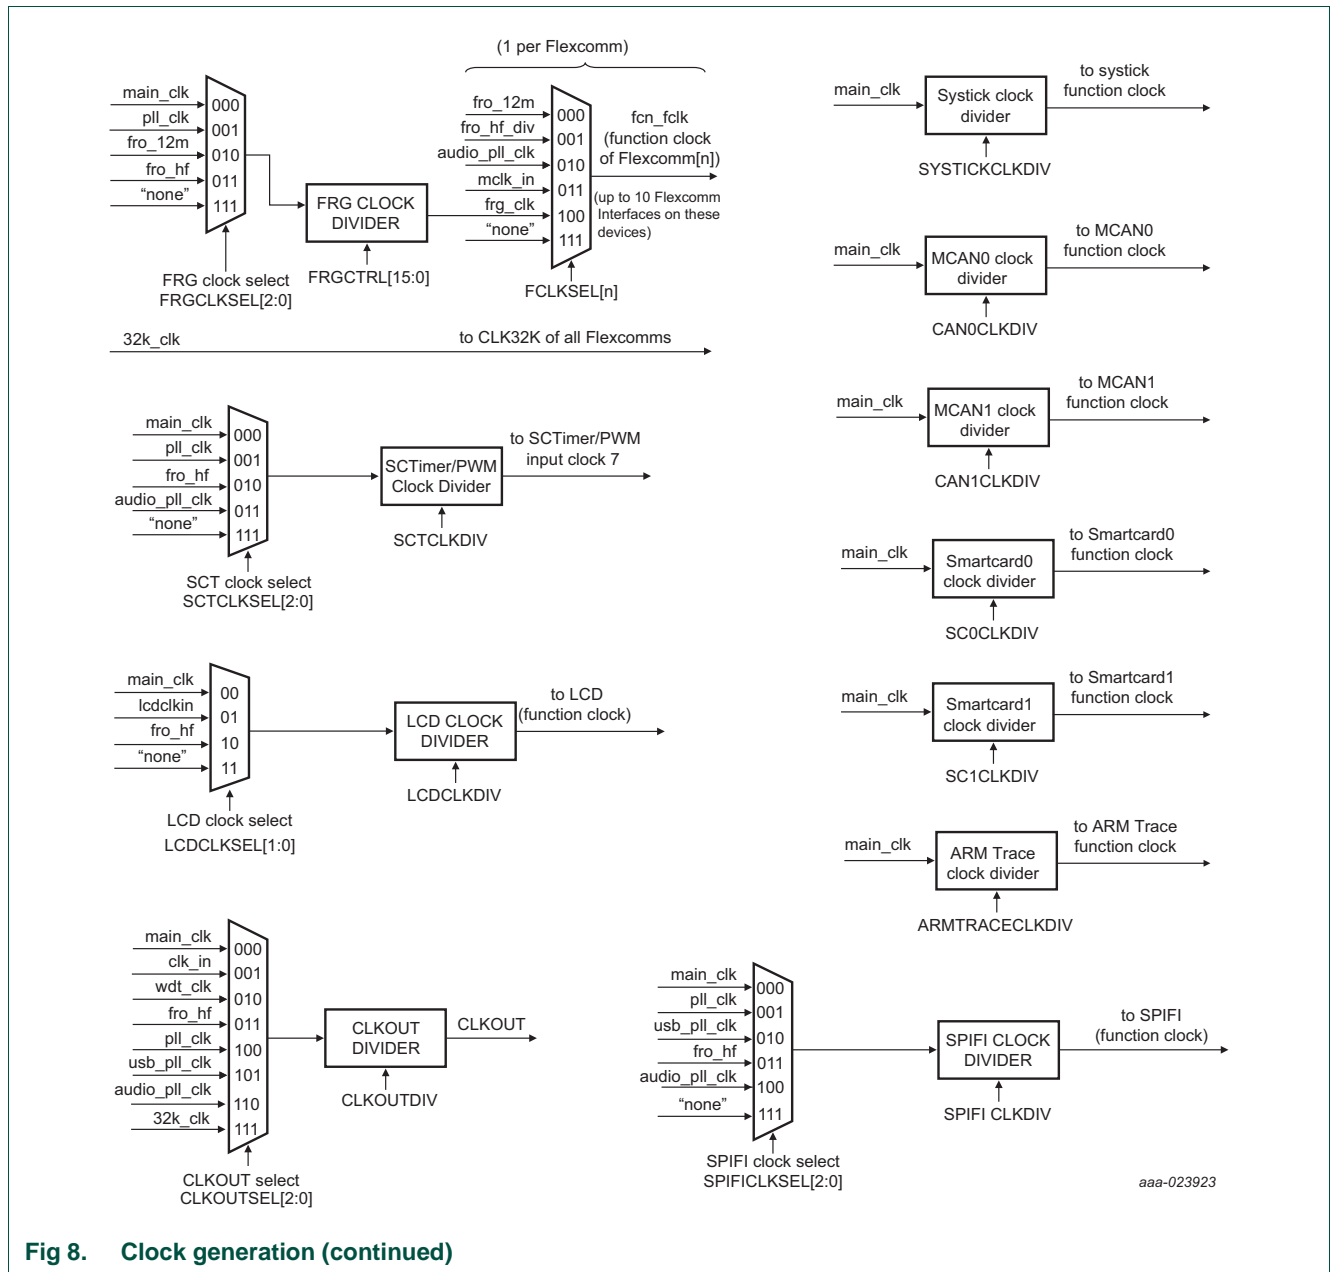 (1 per Flexcomm)
main_clk
000
pll_clk
001
fro_12m
010
fro_hf
011
“none”
111
FRG clock select
FRGCLKSEL[2:0]
FRG CLOCK
DIVIDER
FRGCTRL[15:0]
fro_12m
000
fro_hf_div
001
audio_pll_clk
010
mclk_in
011
frg_clk
100
“none”
111
FCLKSEL[n]
fcn_fclk
(function clock
of Flexcomm[n])
(up to 10 Flexcomm
Interfaces on these
devices)
32k_clk
to CLK32K of all Flexcomms
main_clk
000
pll_clk
001
fro_hf
010
audio_pll_clk
011
“none”
111
SCT clock select
SCTCLKSEL[2:0]
SCTimer/PWM
Clock Divider
SCTCLKDIV
to SCTimer/PWM
input clock 7
main_clk
00
lcdclkin
01
fro_hf
10
“none”
11
LCD clock select
LCDCLKSEL[1:0]
LCD CLOCK
DIVIDER
LCDCLKDIV
to LCD
(function clock)
main_clk
000
clk_in
001
wdt_clk
010
fro_hf
011
pll_clk
100
usb_pll_clk
101
audio_pll_clk
110
32k_clk
111
CLKOUT select
CLKOUTSEL[2:0]
CLKOUT
DIVIDER
CLKOUTDIV
CLKOUT
main_clk
Systick clock
divider
SYSTICKCLKDIV
to systick
function clock
main_clk
MCAN0 clock
divider
CAN0CLKDIV
to MCAN0
function clock
main_clk
MCAN1 clock
divider
CAN1CLKDIV
to MCAN1
function clock
main_clk
Smartcard0
clock divider
SC0CLKDIV
to Smartcard0
function clock
main_clk
Smartcard1
clock divider
SC1CLKDIV
to Smartcard1
function clock
main_clk
ARM Trace
clock divider
ARMTRACECLKDIV
to ARM Trace
function clock
main_clk
000
pll_clk
001
usb_pll_clk
010
fro_hf
011
audio_pll_clk
100
“none”
111
SPIFI clock select
SPIFICLKSEL[2:0]
SPIFI CLOCK
DIVIDER
SPIFI CLKDIV
to SPIFI
(function clock)
aaa-023923
Fig 8. Clock generation (continued)